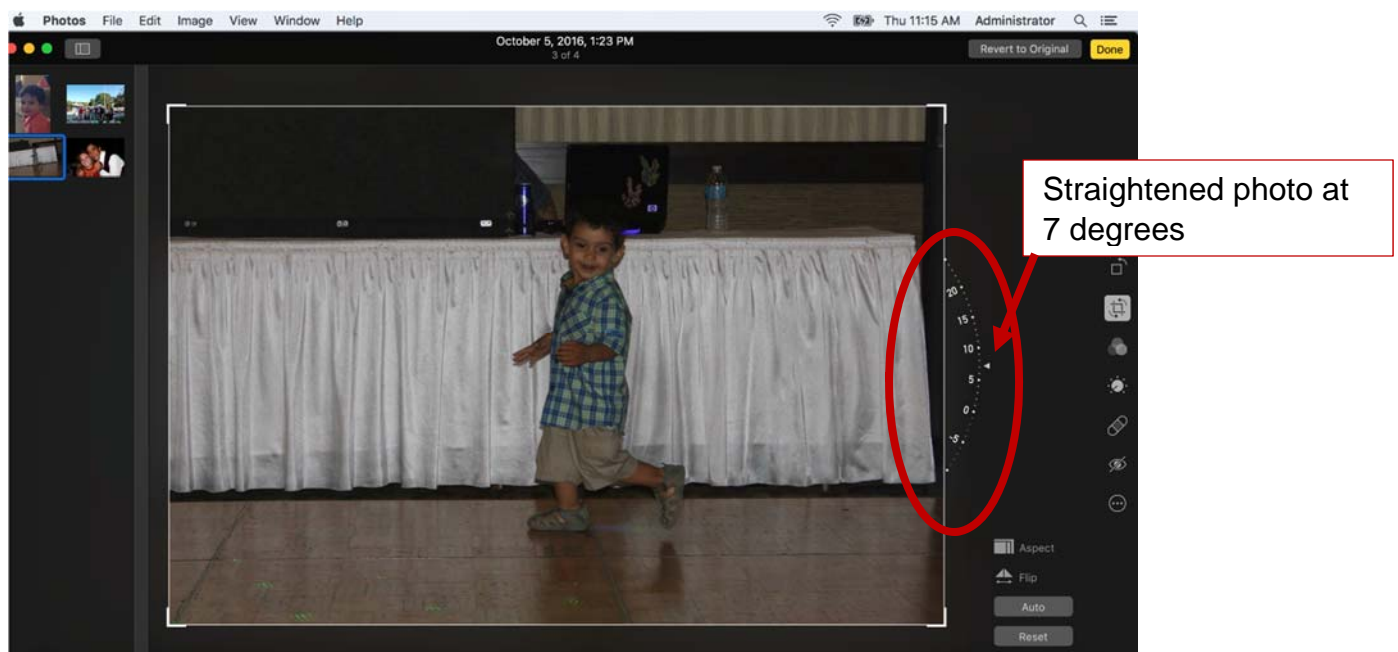 Photos File Edit Image View Window Help Thu 11:15 AM Administrator
October 5, 2016, 1:23 PM
3 of 4
Revert to Original Done
Straightened photo at
7 degrees
20
15
10
5
0
-5
Aspect
Flip
Auto
Reset
hp